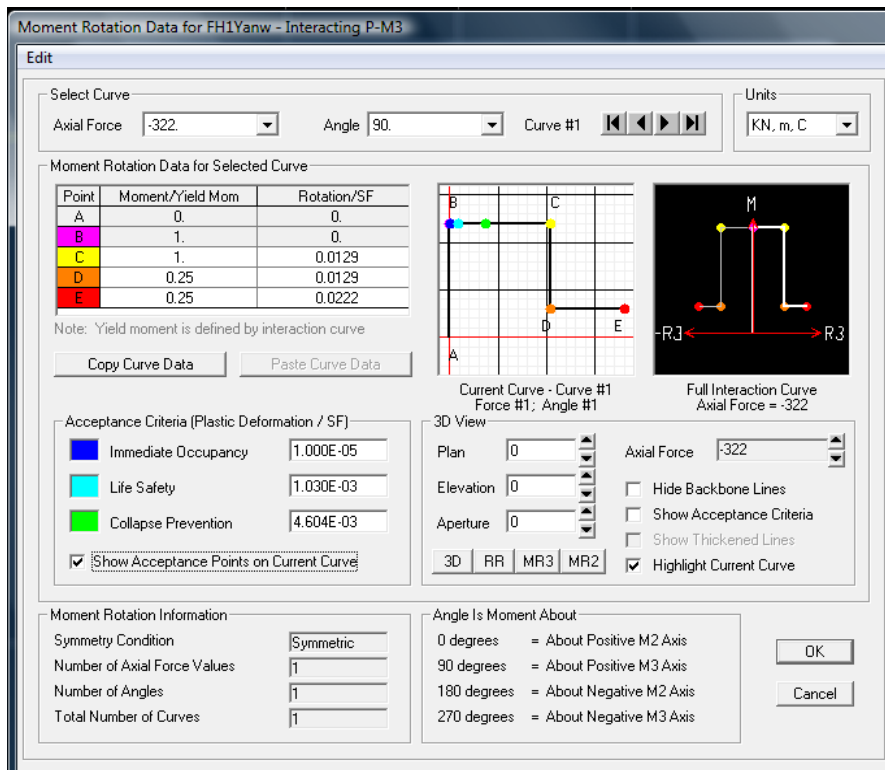 Moment Rotation Data for FH1Yanw - Interacting P-M3
Edit
Select Curve
Axial Force -322. Angle 90. Curve #1
Units
KN, m, C
Moment Rotation Data for Selected Curve
Point Moment/Yield Mom Rotation/SF
A 0. 0.
B 1. 0.
C 1. 0.0129
D 0.25 0.0129
E 0.25 0.0222
Note: Yield moment is defined by interaction curve
Copy Curve Data Paste Curve Data
B C
D E
A
Current Curve - Curve #1
Force #1; Angle #1
M
-R3 R3
Full Interaction Curve
Axial Force = -322
Acceptance Criteria (Plastic Deformation / SF)
Immediate Occupancy 1.000E-05
Life Safety 1.030E-03
Collapse Prevention 4.604E-03
Show Acceptance Points on Current Curve
3D View
Plan 0
Elevation 0
Aperture 0
3D RR MR3 MR2
Axial Force -322
Hide Backbone Lines
Show Acceptance Criteria
Show Thickened Lines
Highlight Current Curve
Moment Rotation Information
Symmetry Condition Symmetric
Number of Axial Force Values 1
Number of Angles 1
Total Number of Curves 1
Angle Is Moment About
0 degrees = About Positive M2 Axis
90 degrees = About Positive M3 Axis
180 degrees = About Negative M2 Axis
270 degrees = About Negative M3 Axis
OK
Cancel